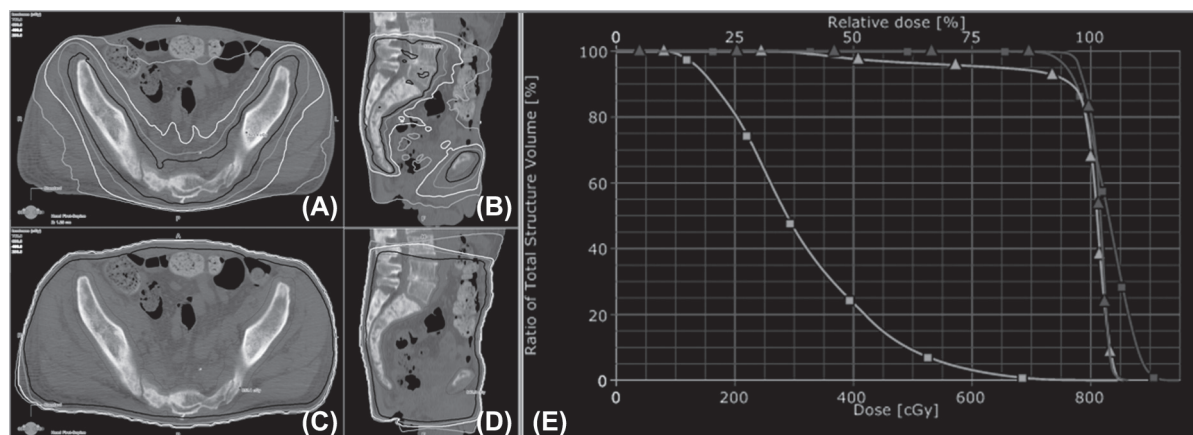 A
R
L
P
(A)
(B)
A
(C)
(D)
Relative dose [%]
0 25 50 75 100
Ratio of Total Structure Volume [%]
100
80
60
40
20
0
0 200 400 600 800
Dose [cGy]
(E)